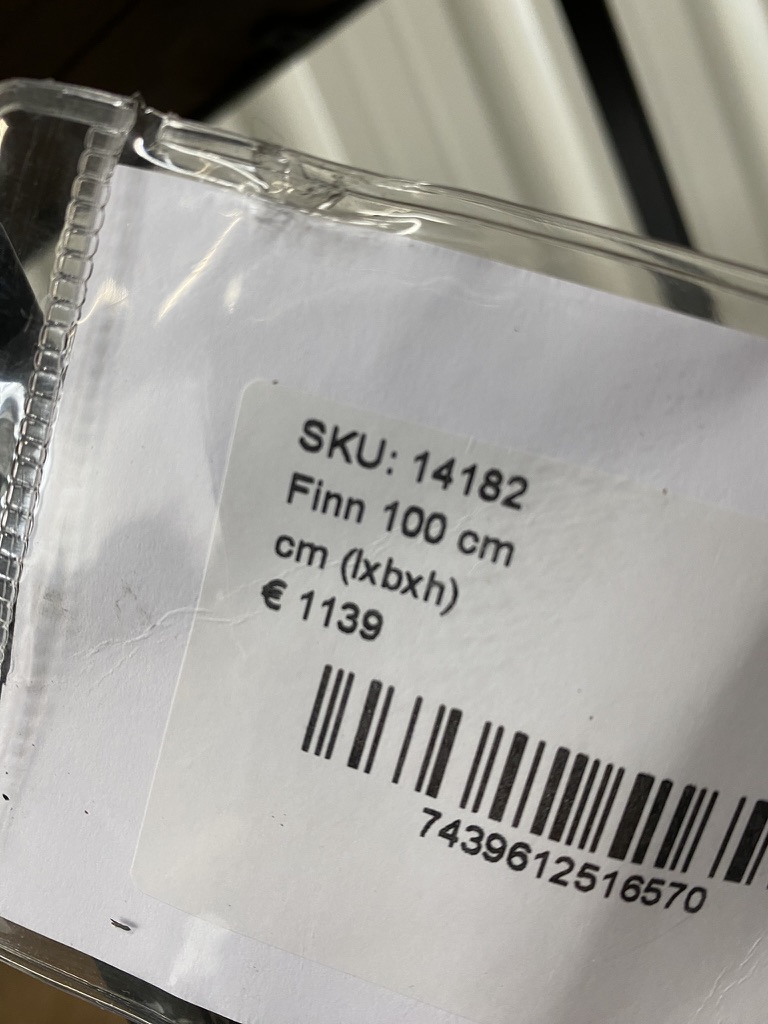 SKU: 14182
Finn 100 cm
cm (lxbxh)
€ 1139
7439612516570